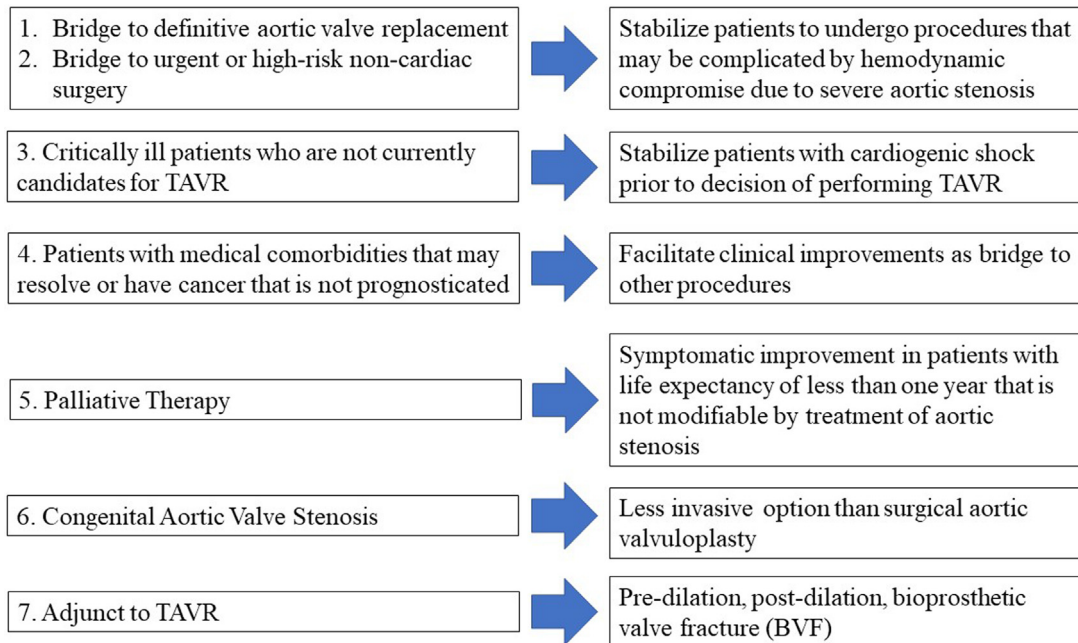 1. Bridge to definitive aortic valve replacement
2. Bridge to urgent or high-risk non-cardiac
surgery
Stabilize patients to undergo procedures that
may be complicated by hemodynamic
compromise due to severe aortic stenosis
3. Critically ill patients who are not currently
candidates for TAVR
Stabilize patients with cardiogenic shock
prior to decision of performing TAVR
4. Patients with medical comorbidities that may
resolve or have cancer that is not prognosticated
Facilitate clinical improvements as bridge to
other procedures
5. Palliative Therapy
Symptomatic improvement in patients with
life expectancy of less than one year that is
not modifiable by treatment of aortic
stenosis
6. Congenital Aortic Valve Stenosis
Less invasive option than surgical aortic
valvuloplasty
7. Adjunct to TAVR
Pre-dilation, post-dilation, bioprosthetic
valve fracture (BVF)